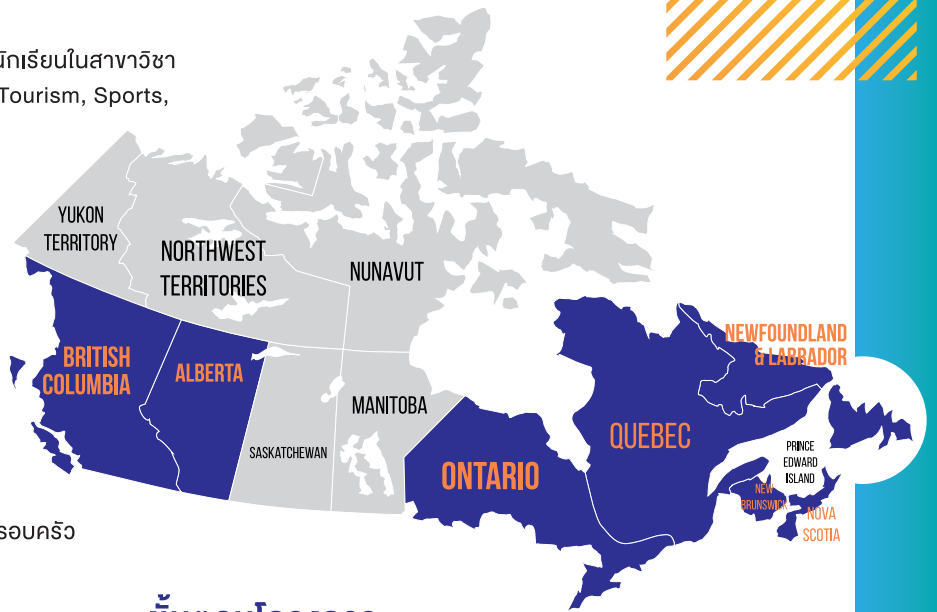 นักเรียนในสาขาวิชา
Tourism, Sports,
YUKON
TERRITORY
NORTHWEST
TERRITORIES
NUNAVUT
BRITISH
COLUMBIA
ALBERTA
SASKATCHEWAN
MANITOBA
ONTARIO
QUEBEC
NEWFOUNDLAND
& LABRADOR
PRINCE
EDWARD
ISLAND
NEW
BRUNSWICK
NOVA
SCOTIA
รอบครัว